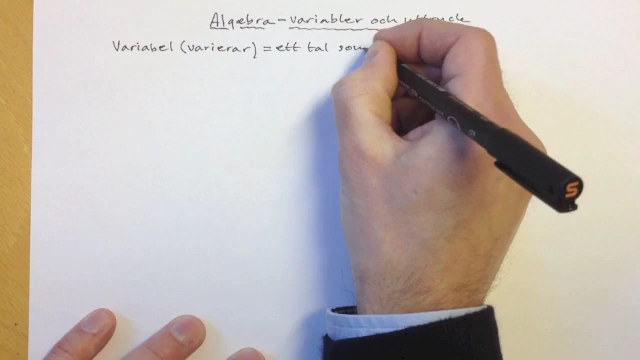 Algebra - variabler och uttryck
Variabel (varierar) = ett tal som
S